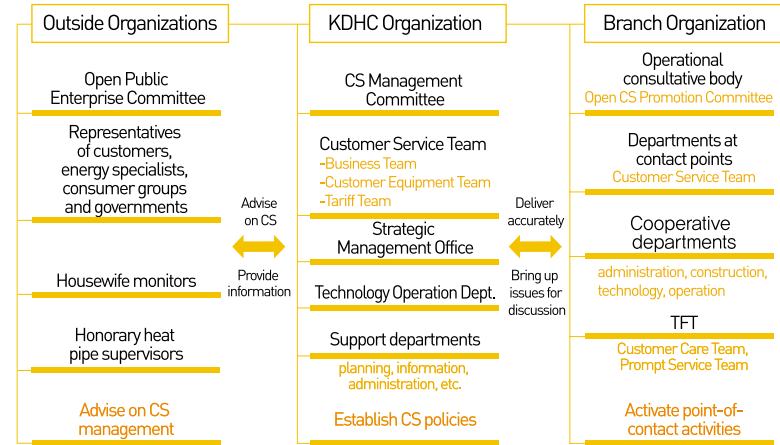 Outside Organizations
Open Public
Enterprise Committee
Representatives
of customers,
energy specialists,
consumer groups
and governments
Housewife monitors
Honorary heat
pipe supervisors
Advise on CS
management
Advise
on CS
Provide
information
KDHC Organization
CS Management
Committee
Customer Service Team
-Business Team
-Customer Equipment Team
-Tariff Team
Strategic
Management Office
Technology Operation Dept.
Support departments
planning, information,
administration, etc.
Establish CS policies
Deliver
accurately
Bring up
issues for
discussion
Branch Organization
Operational
consultative body
Open CS Promotion Committee
Departments at
contact points
Customer Service Team
Cooperative
departments
administration, construction,
technology, operation
TFT
Customer Care Team,
Prompt Service Team
Activate point-of-
contact activities